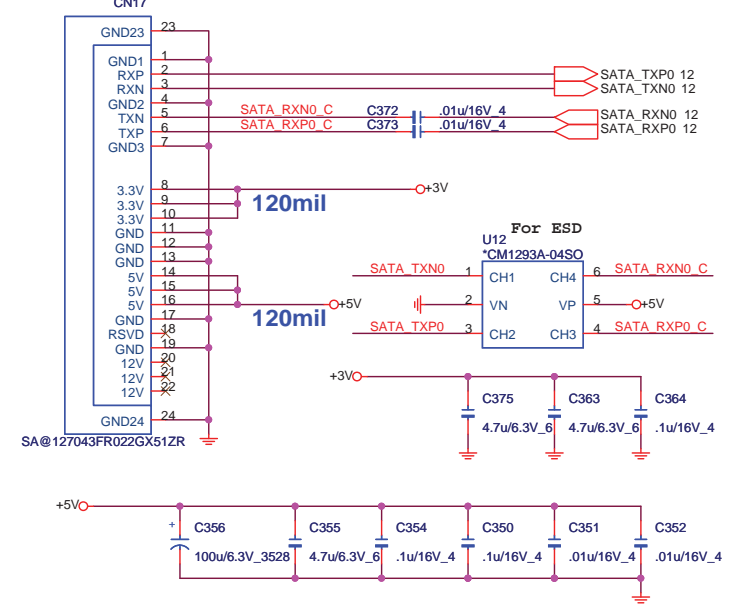 CN17
GND23 23
GND1 1
RXP 2 SATA_TXP0 12
RXN 3 SATA_TXN0 12
GND2 4
TXN 5 SATA_RXN0_C C372 .01u/16V_4 SATA_RXN0 12
TXP 6 SATA_RXP0_C C373 .01u/16V_4 SATA_RXP0 12
GND3 7
3.3V 8 +3V
3.3V 9 120mil
3.3V 10
GND 11
GND 12
GND 13
5V 14
5V 15
5V 16 +5V
GND 17 120mil
RSVD 18
GND 19
12V 20
12V 21
12V 22
GND24 24
SA@127043FR022GX51ZR
For ESD
U12
*CM1293A-04SO
SATA_TXN0 1 CH1 CH4 6 SATA_RXN0_C
2 VN VP 5 +5V
SATA_TXP0 3 CH2 CH3 4 SATA_RXP0_C
+3V
C375 C363 C364
4.7u/6.3V_6 4.7u/6.3V_6 .1u/16V_4
+5V
+ C356 C355 C354 C350 C351 C352
100u/6.3V_3528 4.7u/6.3V_6 .1u/16V_4 .1u/16V_4 .01u/16V_4 .01u/16V_4